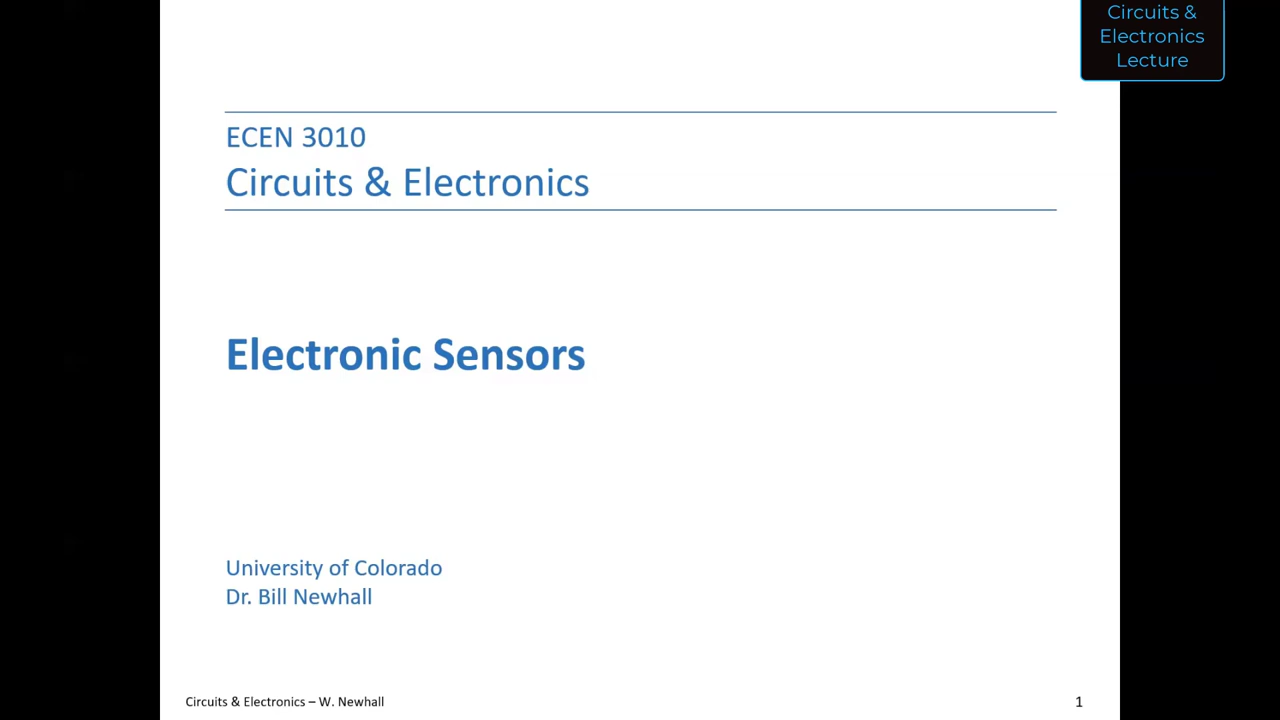 Circuits &
Electronics
Lecture
ECEN 3010
Circuits & Electronics
Electronic Sensors
University of Colorado
Dr. Bill Newhall
Circuits & Electronics – W. Newhall
1